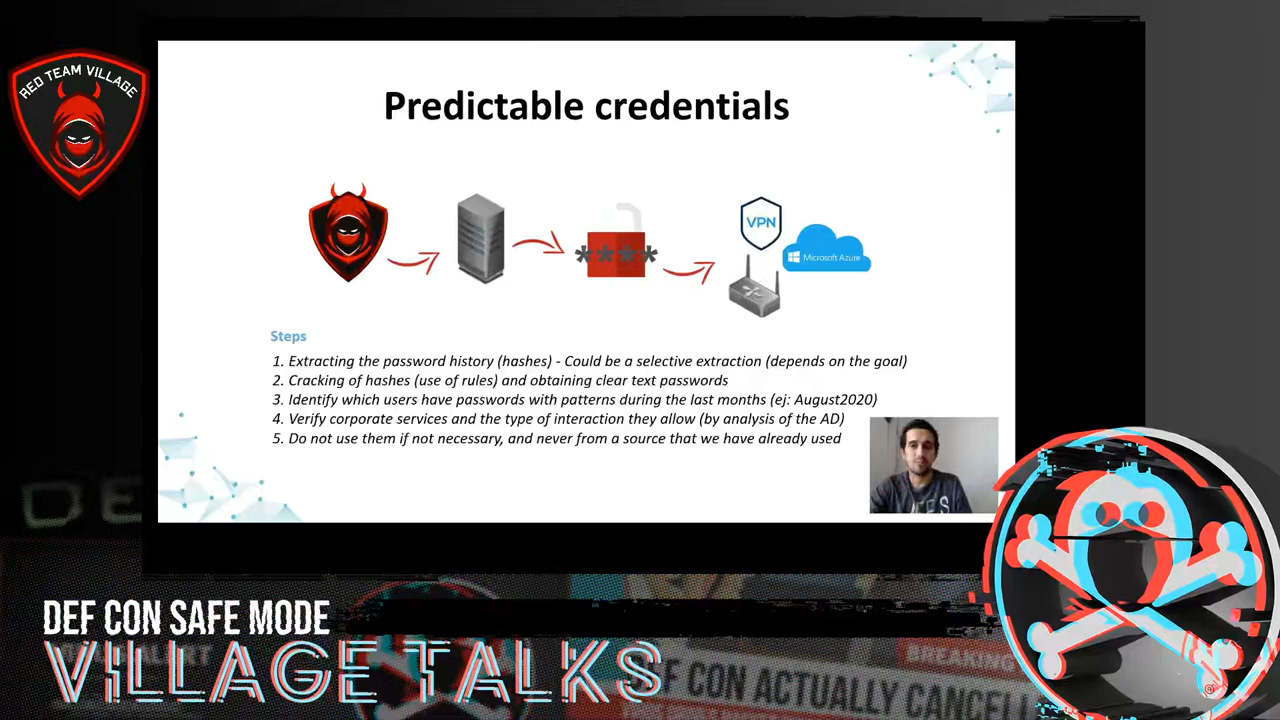 RED TEAM VILLAGE
Predictable credentials
VPN
Microsoft Azure
****
Steps
1. Extracting the password history (hashes) - Could be a selective extraction (depends on the goal)
2. Cracking of hashes (use of rules) and obtaining clear text passwords
3. Identify which users have passwords with patterns during the last months (ej: August2020)
4. Verify corporate services and the type of interaction they allow (by analysis of the AD)
5. Do not use them if not necessary, and never from a source that we have already used
DEF CON SAFE MODE
VILLAGE TALKS
BREAKING
DEF CON ACTUALLY CANCELL